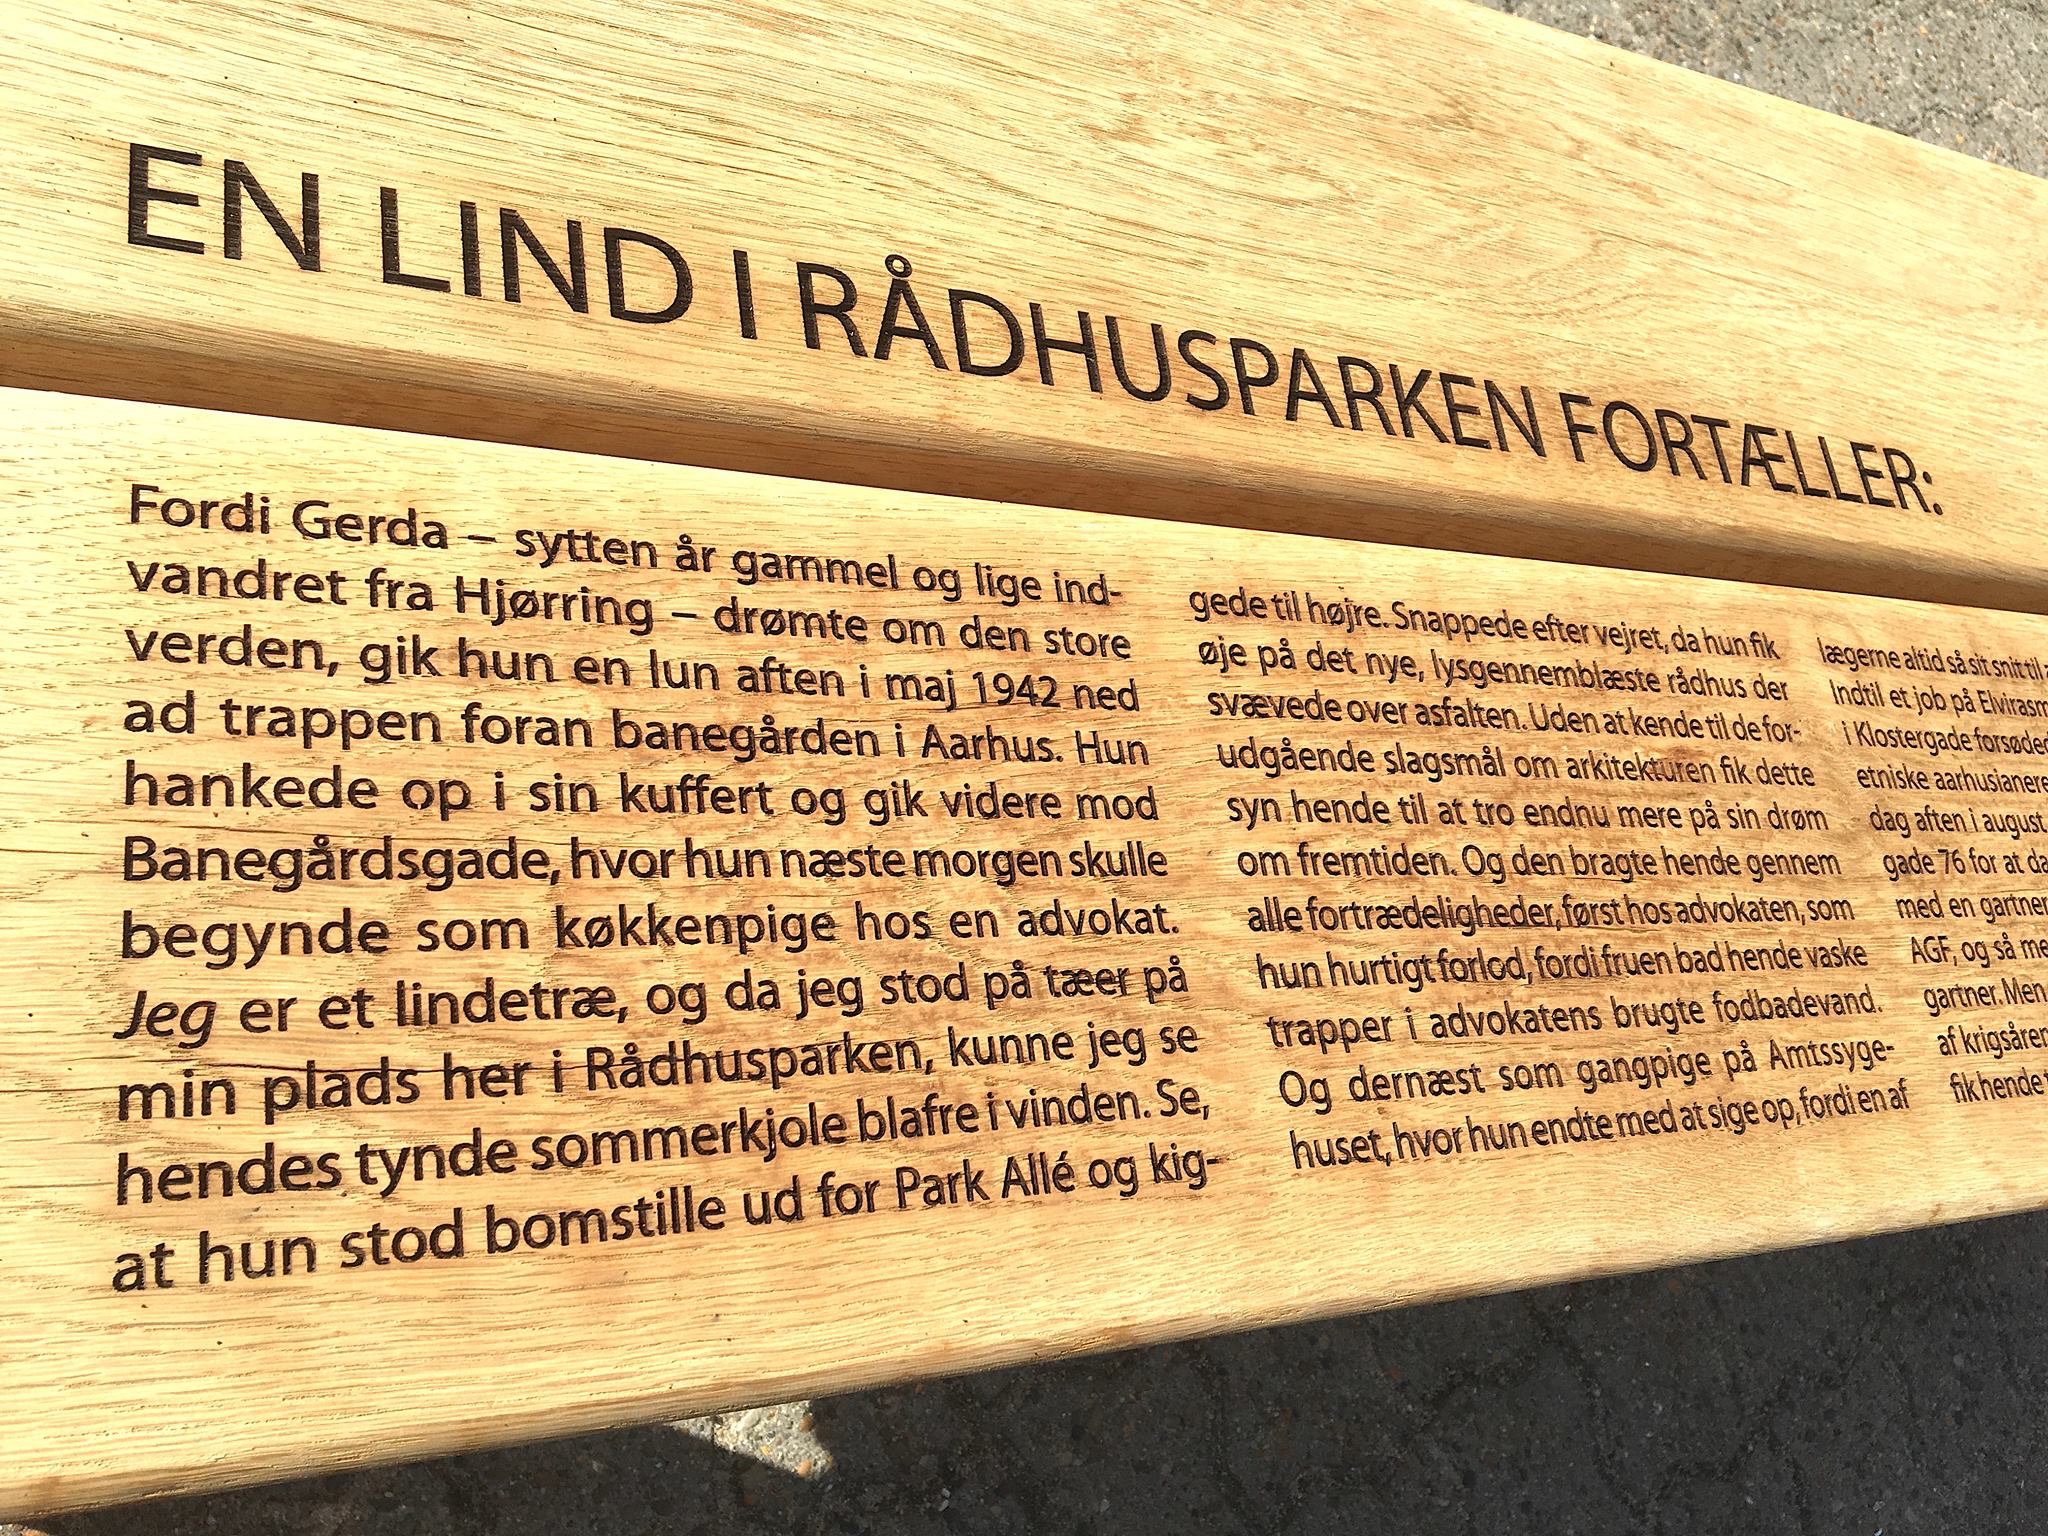 EN LIND I RÅDHUSPARKEN FORTÆLLER:
Fordi Gerda – sytten år gammel og lige ind-
vandret fra Hjørring – drømte om den store
verden, gik hun en lun aften i maj 1942 ned
ad trappen foran banegården i Aarhus. Hun
hankede op i sin kuffert og gik videre mod
Banegårdsgade, hvor hun næste morgen skulle
begynde som køkkenpige hos en advokat.
Jeg er et lindetræ, og da jeg stod på tæer på
min plads her i Rådhusparken, kunne jeg se
hendes tynde sommerkjole blafre i vinden. Se,
at hun stod bomstille ud for Park Allé og kig-
gede til højre. Snappede efter vejret, da hun fik
øje på det nye, lysgennemblæste rådhus der
svævede over asfalten. Uden at kende til de for-
udgående slagsmål om arkitekturen fik dette
syn hende til at tro endnu mere på sin drøm
om fremtiden. Og den bragte hende gennem
alle fortrædeligheder, først hos advokaten, som
hun hurtigt forlod, fordi fruen bad hende vaske
trapper i advokatens brugte fodbadevand.
Og dernæst som gangpige på Amtssyge-
huset, hvor hun endte med at sige op, fordi en af
lægerne altid så sit snit til
Indtil et job på
i Klostergade
etniske
dag aften i august
gade 76 for at
med en gartner
AGF, og så
gartner. Men
af
fik hende